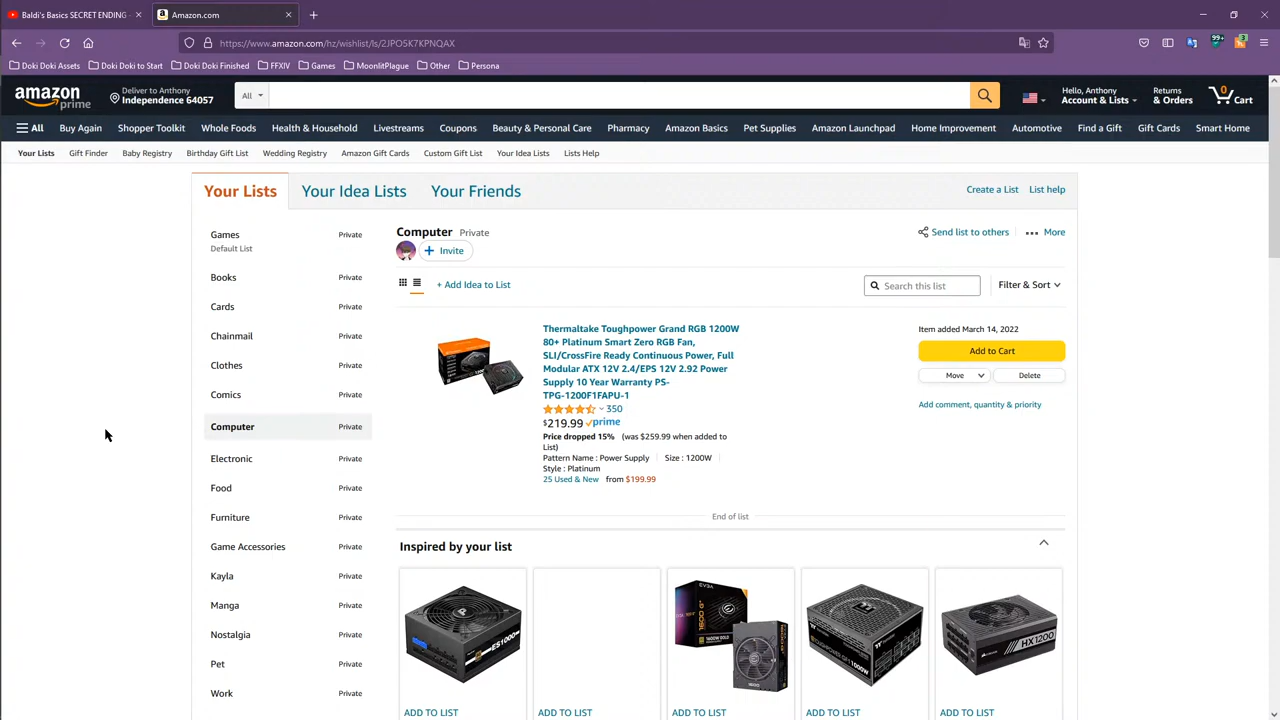 Baldi's Basics SECRET ENDING -
Amazon.com
https://www.amazon.com/hz/wishlist/ls/2JPO5K7KPNQAX
99+
3
Doki Doki Assets
Doki Doki to Start
Doki Doki Finished
FFXIV
Games
MoonlitPlague
Other
Persona
amazon prime
Deliver to Anthony
Independence 64057
All
Hello, Anthony
Account & Lists
Returns
& Orders
0
Cart
All
Buy Again
Shopper Toolkit
Whole Foods
Health & Household
Livestreams
Coupons
Beauty & Personal Care
Pharmacy
Amazon Basics
Pet Supplies
Amazon Launchpad
Home Improvement
Automotive
Find a Gift
Gift Cards
Smart Home
Your Lists
Gift Finder
Baby Registry
Birthday Gift List
Wedding Registry
Amazon Gift Cards
Custom Gift List
Your Idea Lists
Lists Help
Your Lists
Your Idea Lists
Your Friends
Create a List
List help
Games Private
Default List
Books Private
Cards Private
Chainmail Private
Clothes Private
Comics Private
Computer Private
Electronic Private
Food Private
Furniture Private
Game Accessories Private
Kayla Private
Manga Private
Nostalgia Private
Pet Private
Work Private
Computer Private
Invite
Send list to others
More
+ Add Idea to List
Search this list
Filter & Sort
Thermaltake Toughpower Grand RGB 1200W
80+ Platinum Smart Zero RGB Fan,
SLI/CrossFire Ready Continuous Power, Full
Modular ATX 12V 2.4/EPS 12V 2.92 Power
Supply 10 Year Warranty PS-
TPG-1200F1FAPU-1
350
$219.99 prime
Price dropped 15% (was $259.99 when added to
List)
Pattern Name : Power Supply Size : 1200W
Style : Platinum
25 Used & New from $199.99
Item added March 14, 2022
Add to Cart
Move
Delete
Add comment, quantity & priority
End of list
Inspired by your list
ES1000
EVGA
1600 G+
1600W GOLD
TOUGHPOWER GF1 1000W
HX1200
ADD TO LIST
ADD TO LIST
ADD TO LIST
ADD TO LIST
ADD TO LIST